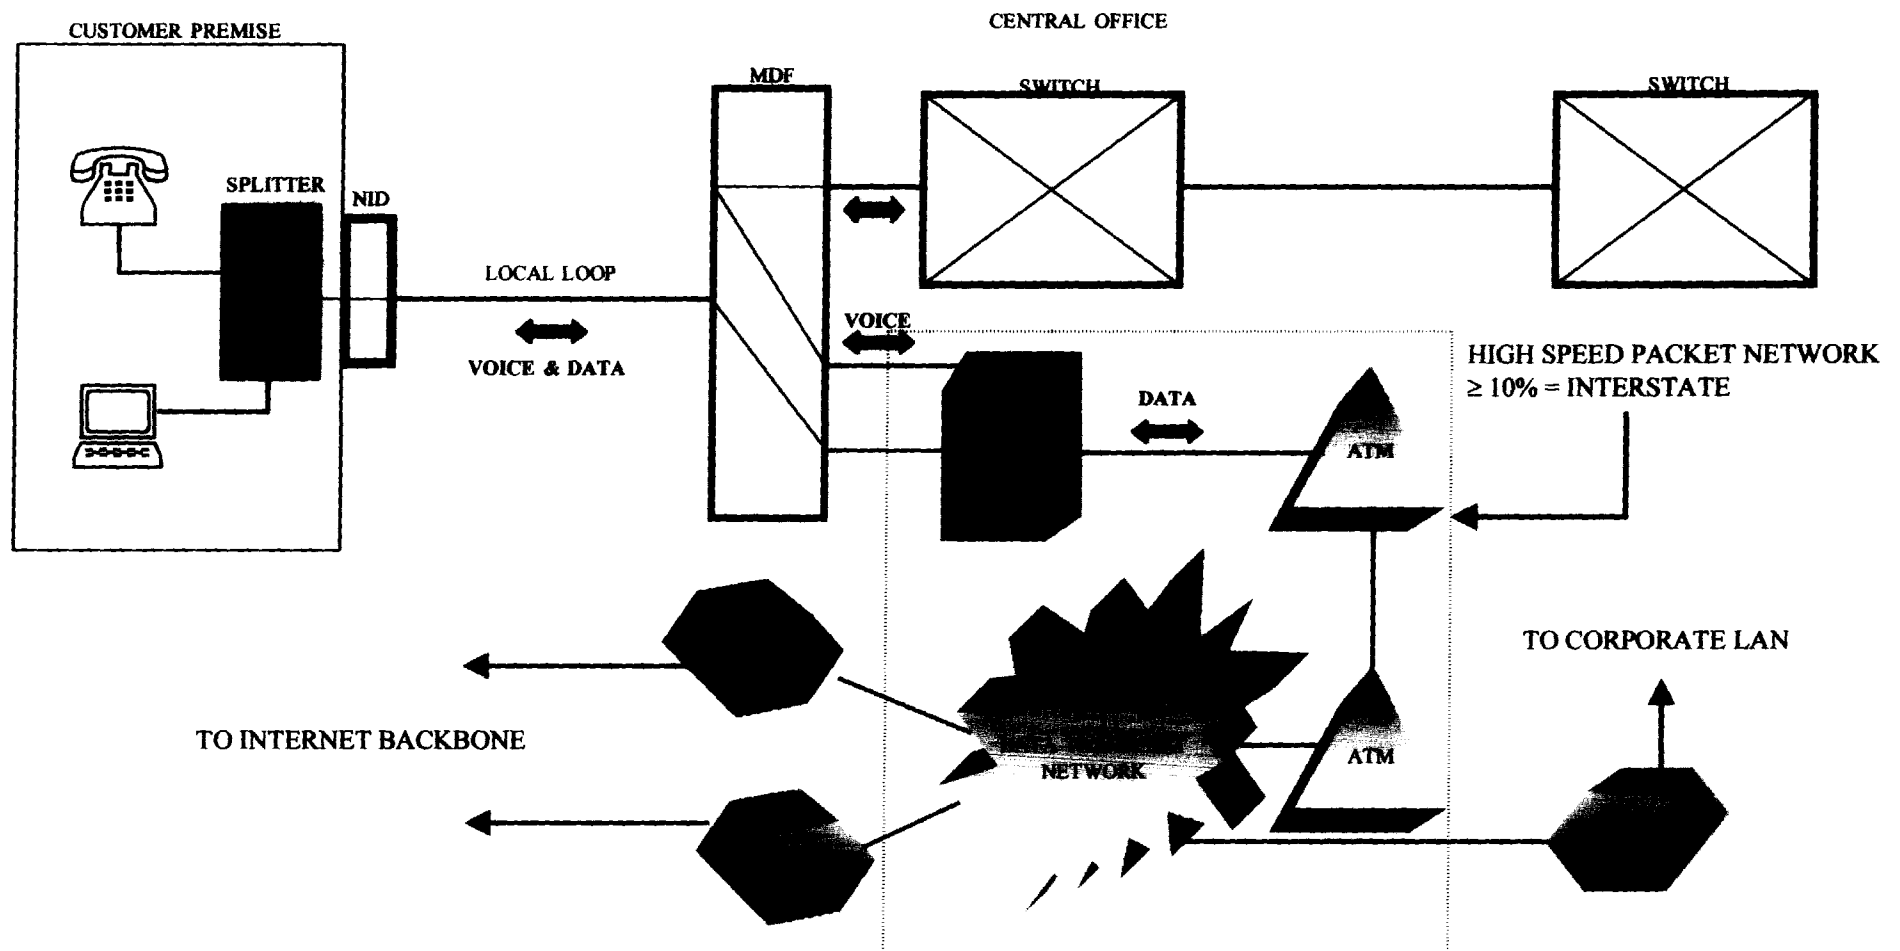 CENTRAL OFFICE
CUSTOMER PREMISE
MDF
SWITCH
SWITCH
SPLITTER
NID
LOCAL LOOP
VOICE & DATA
VOICE
HIGH SPEED PACKET NETWORK
≥ 10% = INTERSTATE
DATA
ATM
TO CORPORATE LAN
TO INTERNET BACKBONE
NETWORK
ATM